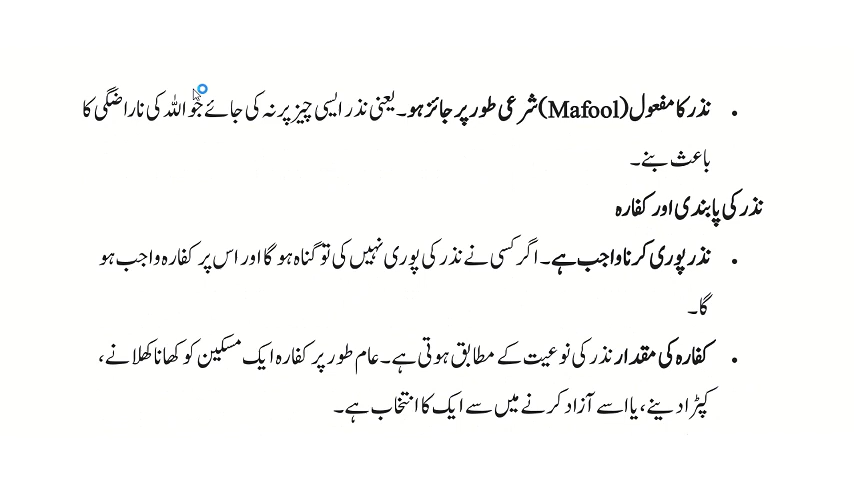 • نذر کا مفعول (Mafool) شرعی طور پر جائز ہو۔ یعنی نذر ایسی چیز پر نہ کی جائے جو اللہ کی ناراضگی کا
باعث بنے۔
نذر کی پابندی اور کفارہ
• نذر پوری کرنا واجب ہے۔ اگر کسی نے نذر کی پوری نہیں کی تو گناہ ہو گا اور اس پر کفارہ واجب ہو
گا۔
• کفارہ کی مقدار نذر کی نوعیت کے مطابق ہوتی ہے۔ عام طور پر کفارہ ایک مسکین کو کھانا کھلانے،
کپڑا دینے، یا اسے آزاد کرنے میں سے ایک کا انتخاب ہے۔